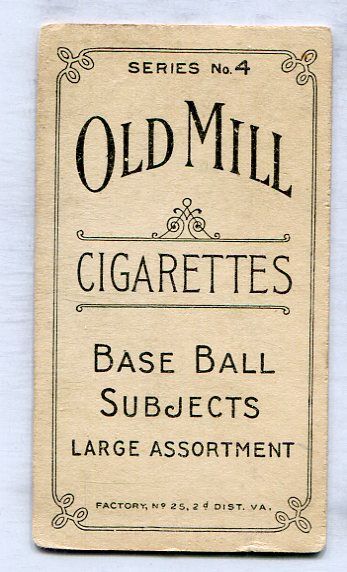 SERIES No. 4
OLD MILL
CIGARETTES
BASE BALL
SUBJECTS
LARGE ASSORTMENT
FACTORY, Nº 25, 2d DIST. VA.